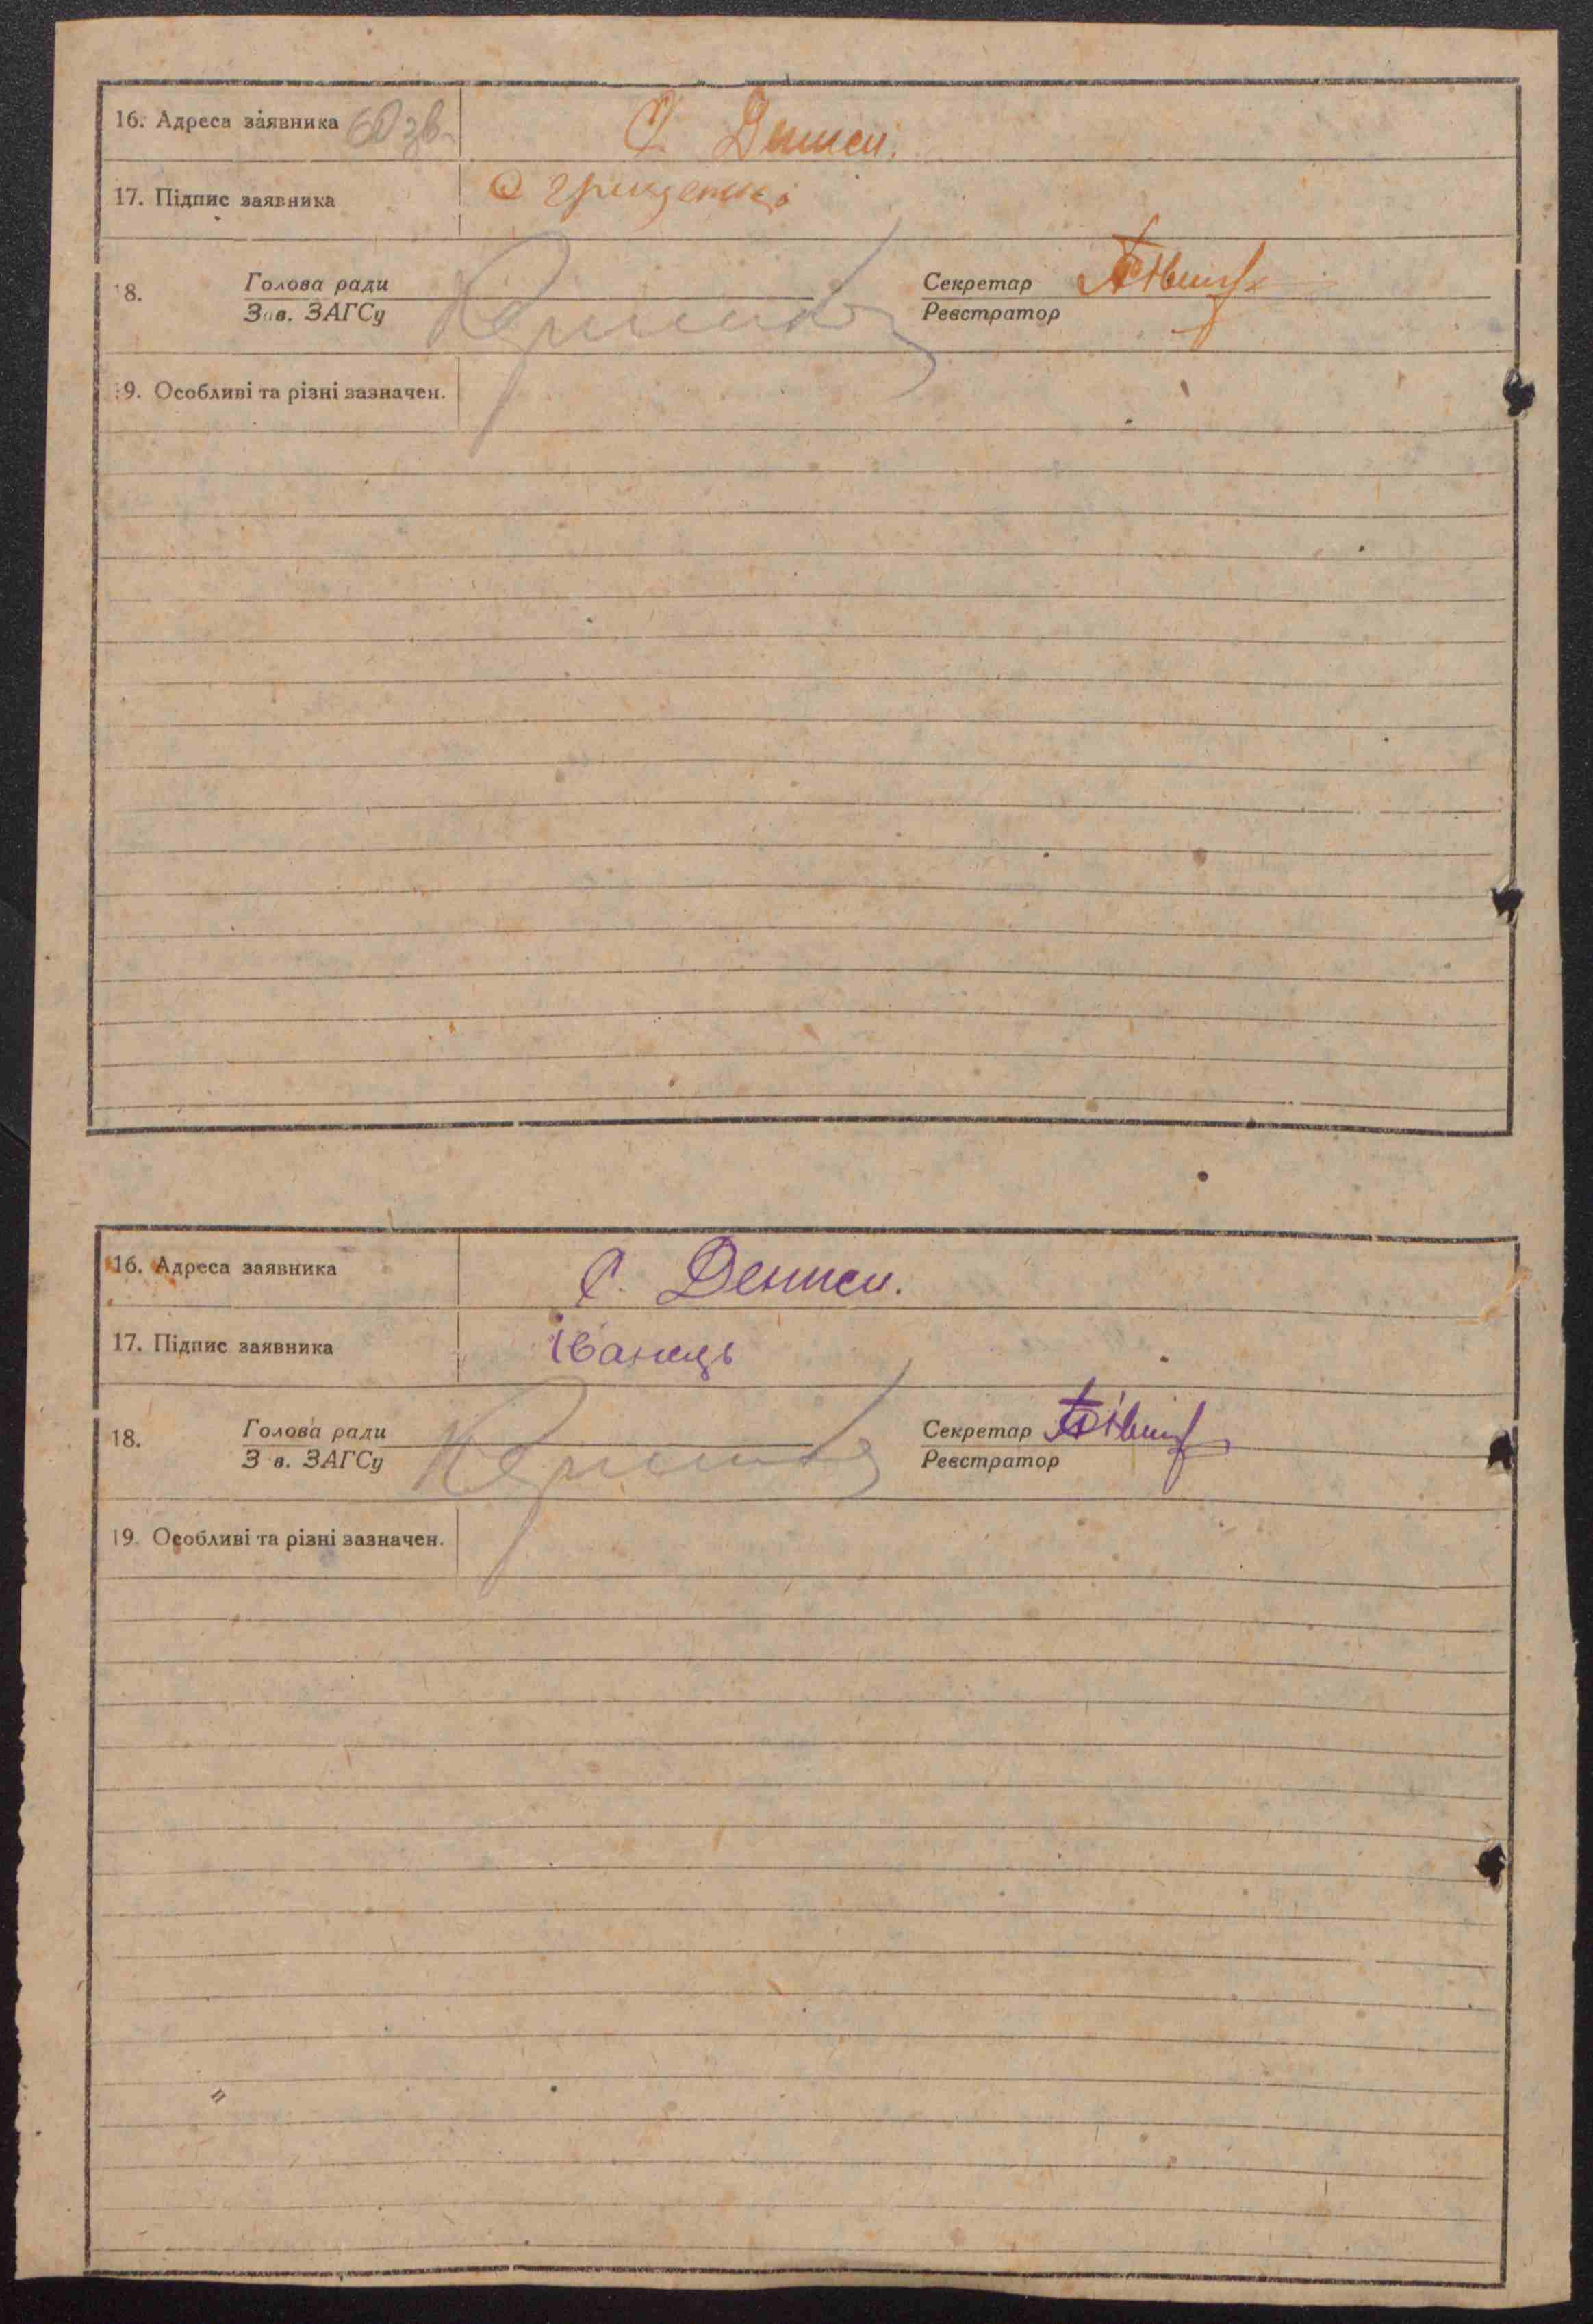 16. Адреса заявника 60 зв. С. Дениси.
17. Підпис заявника
18. Голова ради Секретар
Зав. ЗАГСу Реєстратор
19. Особливі та різні зазначен.
16. Адреса заявника С. Дениси.
17. Підпис заявника Іванець
18. Голова ради Секретар
Зав. ЗАГСу Реєстратор
19. Особливі та різні зазначен.